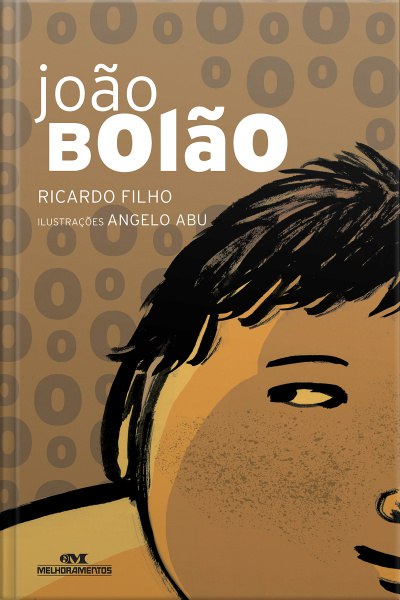 joão
BOlãO
RICARDO FILHO
ILUSTRAÇÕES ANGELO ABU
M
MELHORAMENTOS